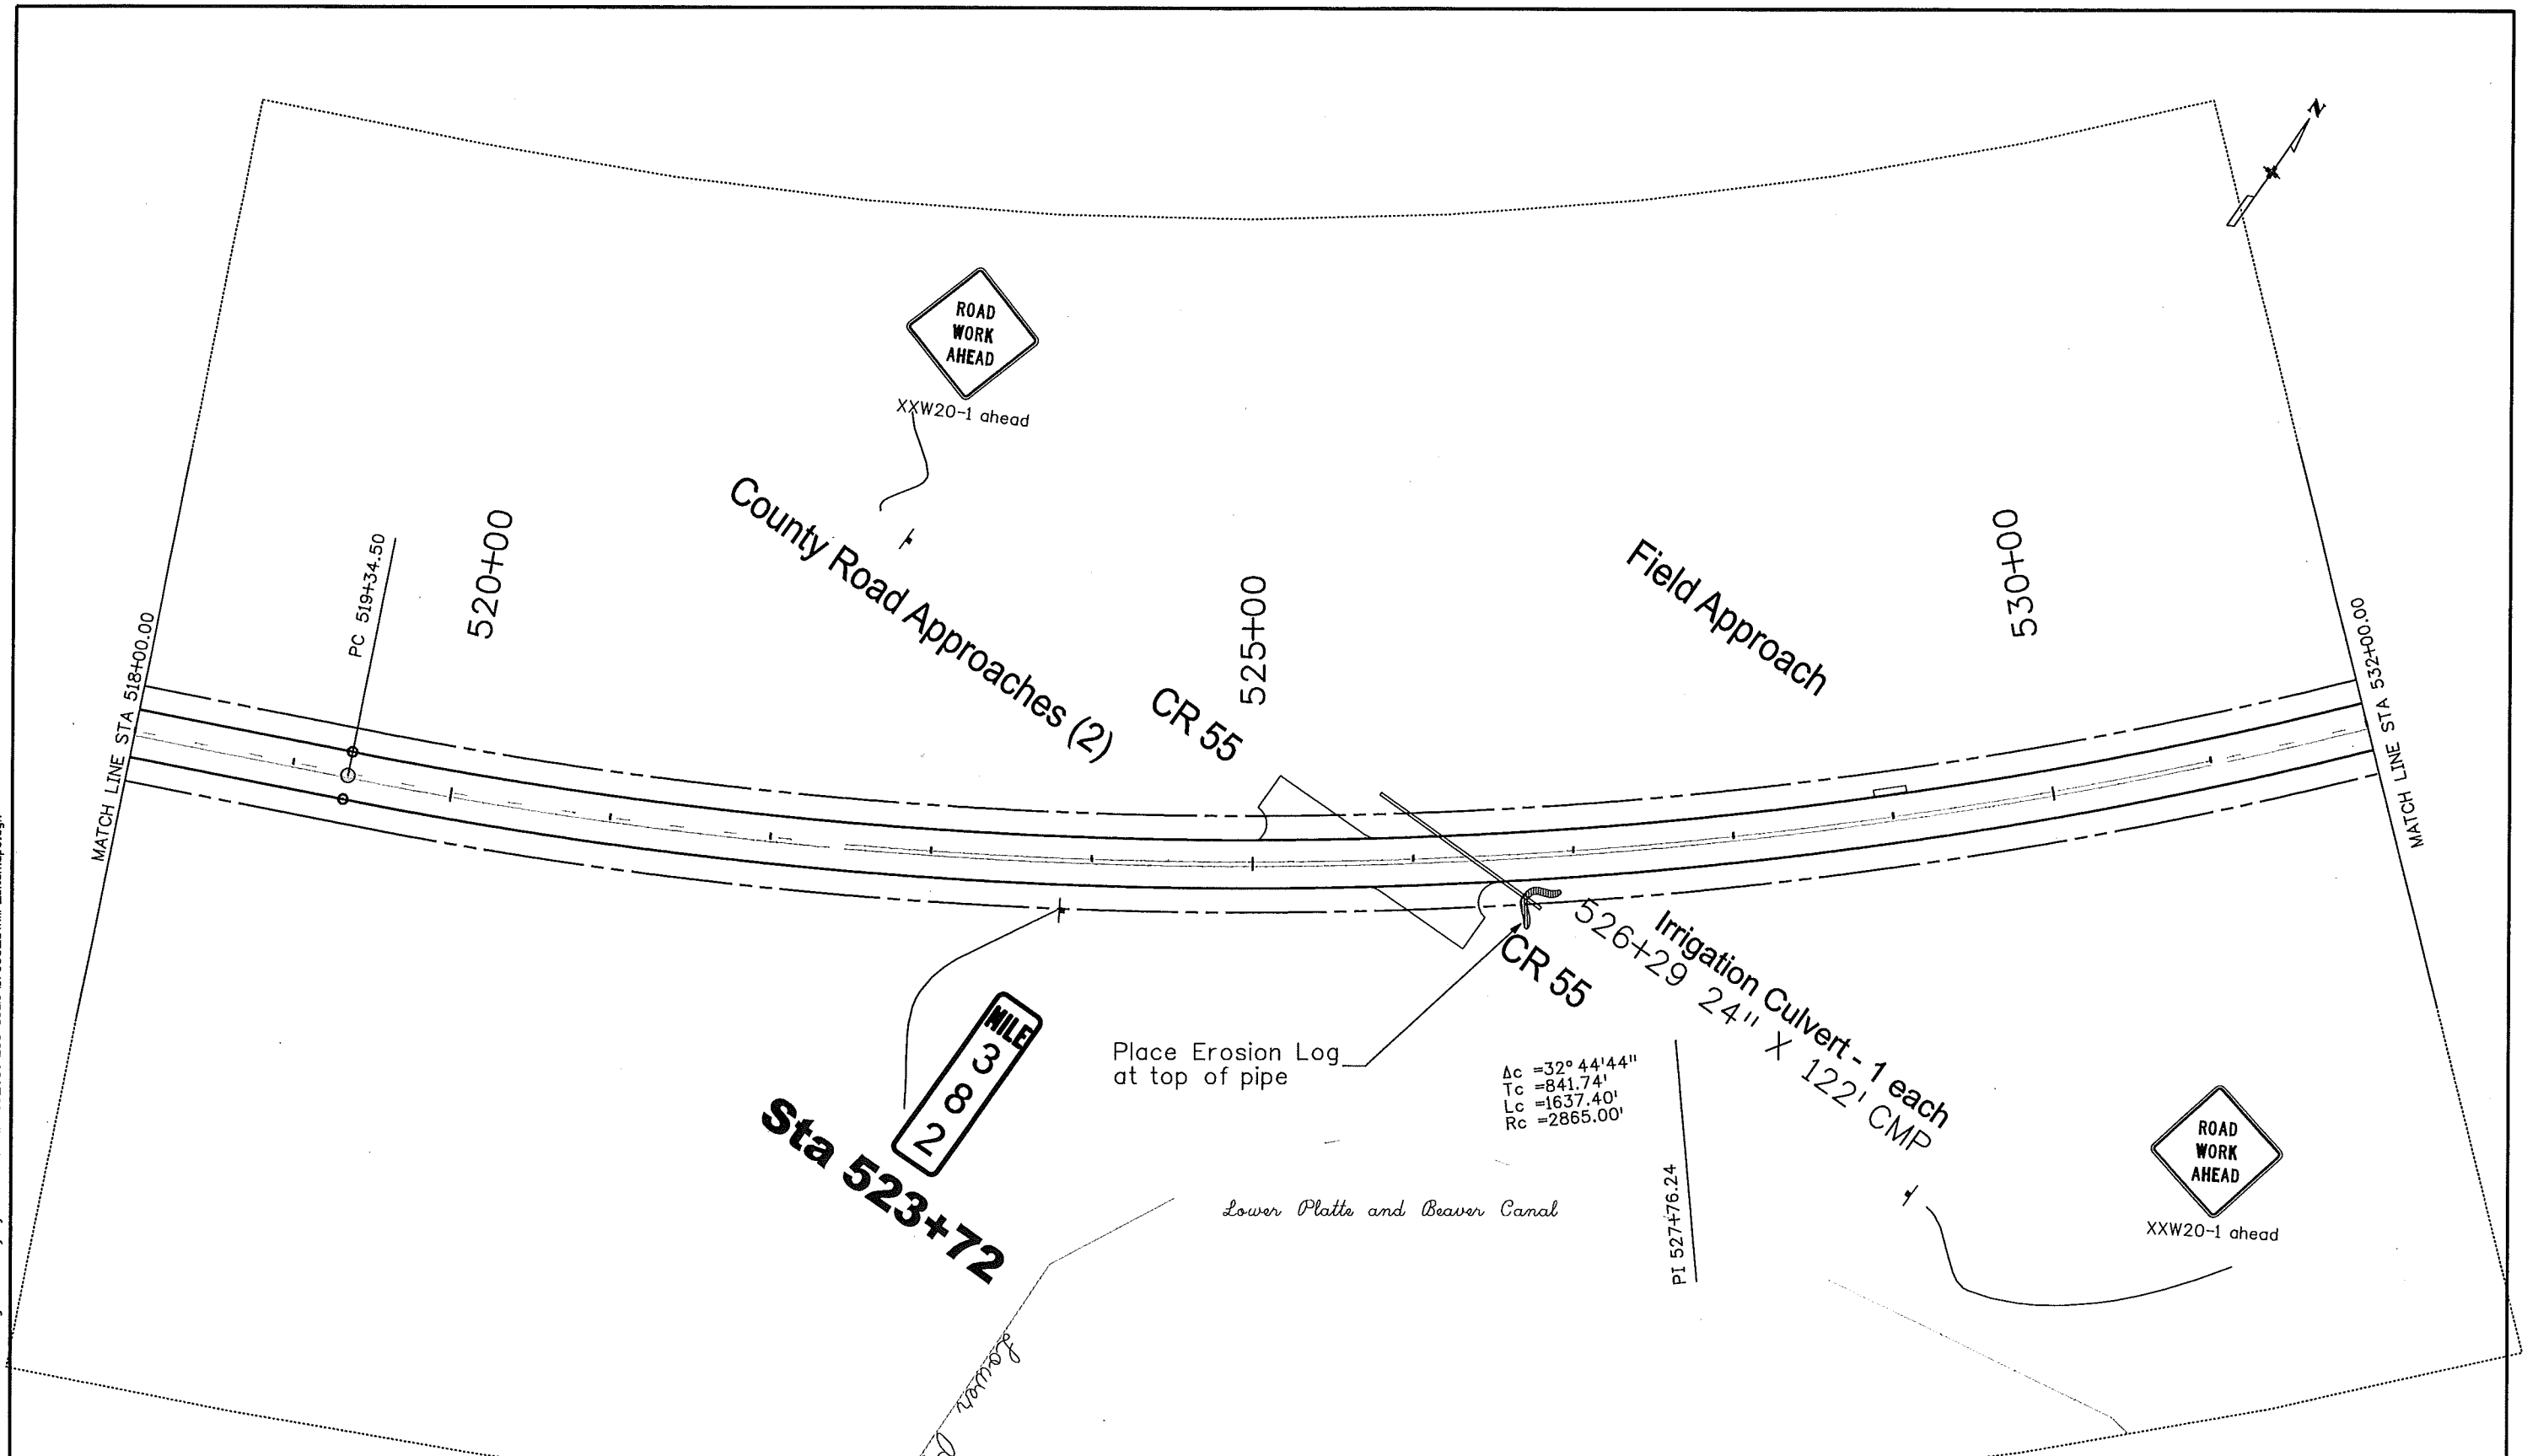 N
ROAD
WORK
AHEAD
XXW20-1 ahead
County Road Approaches (2)
CR 55
Field Approach
520+00
525+00
530+00
PC 519+34.50
MATCH LINE STA 518+00.00
MATCH LINE STA 532+00.00
CR 55
Irrigation Culvert - 1 each
526+29 24" X 122' CMP
Place Erosion Log
at top of pipe
MILE
3
8
2
Sta 523+72
Δc =32° 44'44"
Tc =841.74'
Lc =1637.40'
Rc =2865.00'
PI 527+76.24
Lower Platte and Beaver Canal
ROAD
WORK
AHEAD
XXW20-1 ahead
Lower